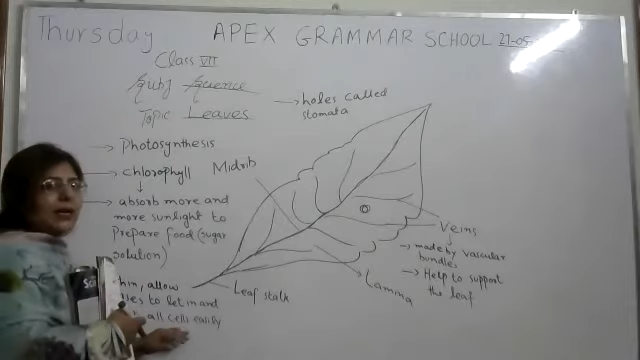 Thursday
APEX GRAMMAR SCHOOL 27-05
Class VII
Subj Science
Topic Leaves
holes called
stomata
Photosynthesis
chlorophyll
Midrib
absorb more and
more sunlight to
prepare food (sugar
solution)
allow
to let in and
all cells easily
Leaf stalk
Lamina
Veins
made by vascular
bundles
Help to support
the leaf